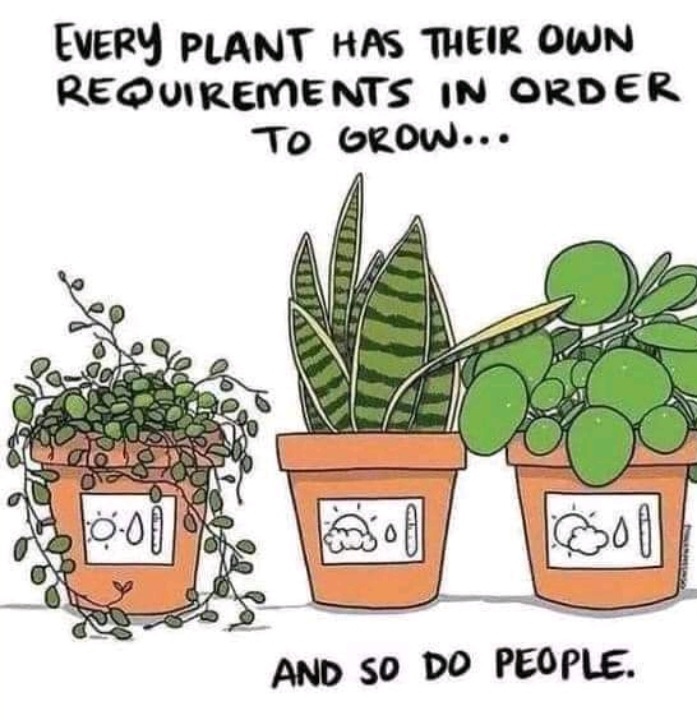 EVERY PLANT HAS THEIR OWN
REQUIREMENTS IN ORDER
TO GROW...
AND SO DO PEOPLE.